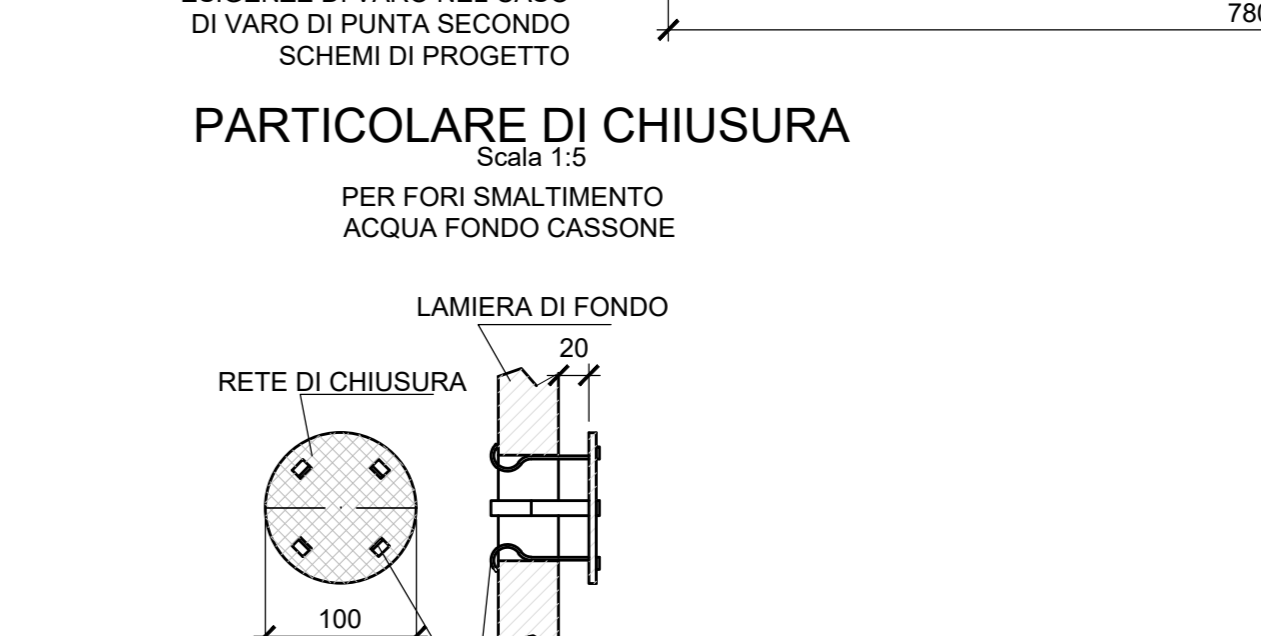 DI VARO DI PUNTA SECONDO
SCHEMI DI PROGETTO
PARTICOLARE DI CHIUSURA
Scala 1:5
PER FORI SMALTIMENTO
ACQUA FONDO CASSONE
LAMIERA DI FONDO
20
RETE DI CHIUSURA
100